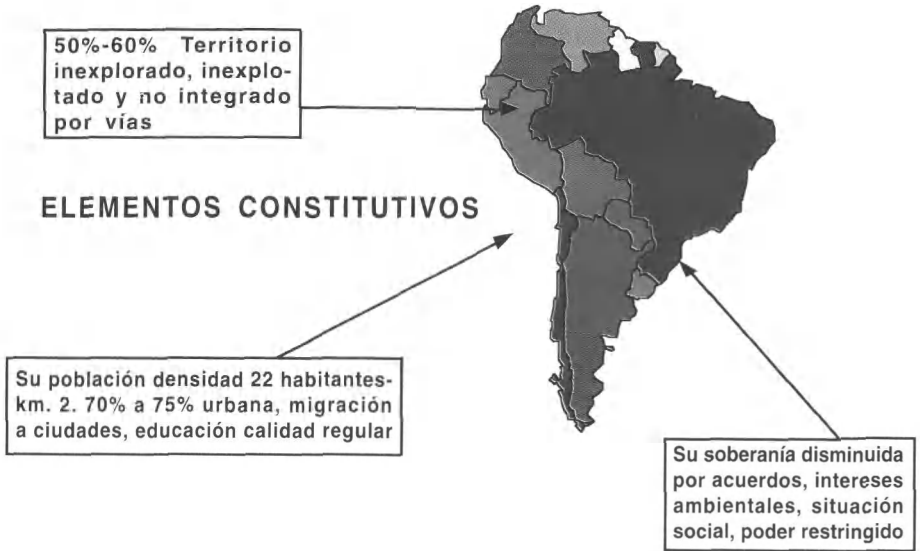 50%-60% Territorio
inexplorado, inexplo-
tado y no integrado
por vías
ELEMENTOS CONSTITUTIVOS
Su población densidad 22 habitantes-
km. 2. 70% a 75% urbana, migración
a ciudades, educación calidad regular
Su soberanía disminuida
por acuerdos, intereses
ambientales, situación
social, poder restringido